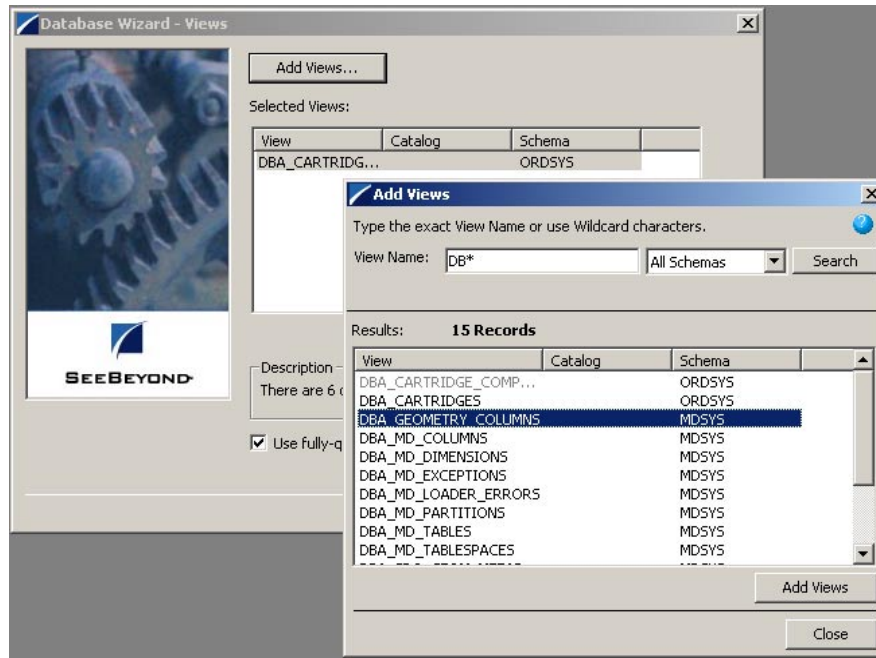 Database Wizard - Views
Add Views...
Selected Views:
View Catalog Schema
DBA_CARTRIDG... ORDSYS
SEEBEYOND
Description
There are 6
Use fully-q
Add Views
Type the exact View Name or use Wildcard characters.
?
View Name: DB* All Schemas Search
Results: 15 Records
View Catalog Schema
DBA_CARTRIDGE_COMP... ORDSYS
DBA_CARTRIDGES ORDSYS
DBA_GEOMETRY_COLUMNS MDSYS
DBA_MD_COLUMNS MDSYS
DBA_MD_DIMENSIONS MDSYS
DBA_MD_EXCEPTIONS MDSYS
DBA_MD_LOADER_ERRORS MDSYS
DBA_MD_PARTITIONS MDSYS
DBA_MD_TABLES MDSYS
DBA_MD_TABLESPACES MDSYS
Add Views
Close